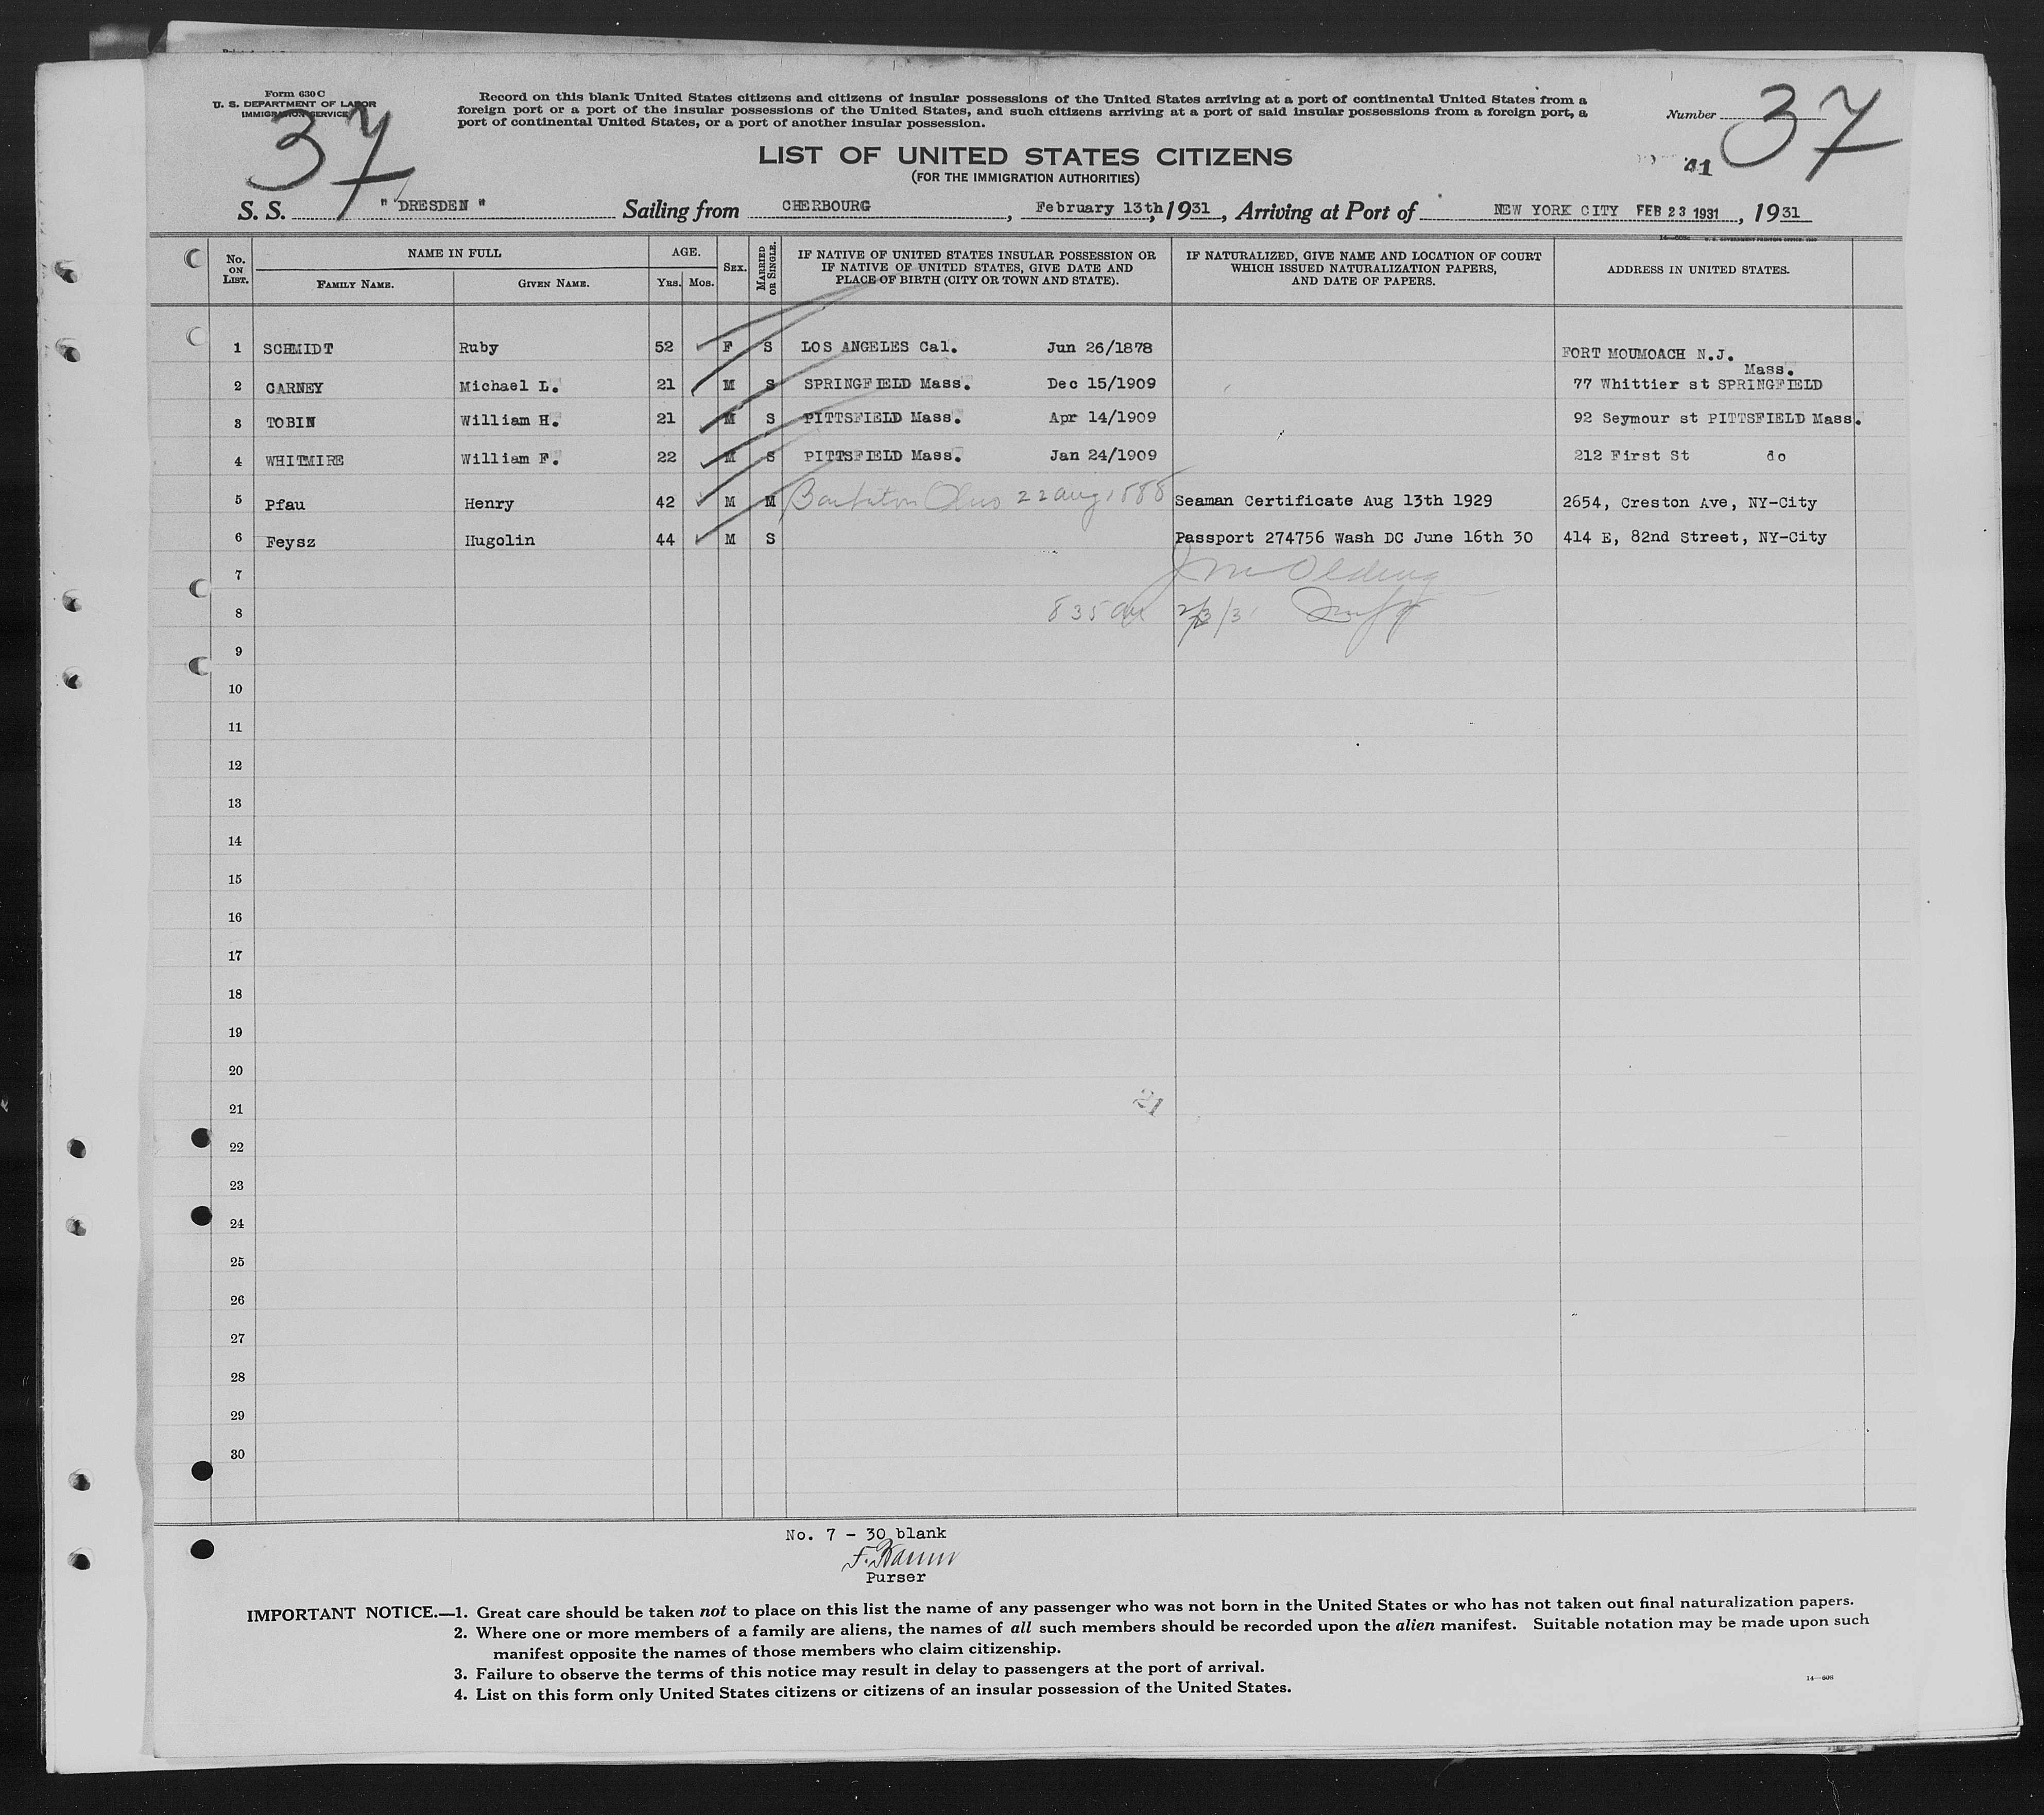 Form 630 C
U. S. DEPARTMENT OF LABOR
IMMIGRATION SERVICE
37
Record on this blank United States citizens and citizens of insular possessions of the United States arriving at a port of continental United States from a
foreign port or a port of the insular possessions of the United States, and such citizens arriving at a port of said insular possessions from a foreign port, a
port of continental United States, or a port of another insular possession.
Number 37
LIST OF UNITED STATES CITIZENS
(FOR THE IMMIGRATION AUTHORITIES)
41
S. S. "DRESDEN" Sailing from CHERBOURG, February 13th, 1931, Arriving at Port of NEW YORK CITY FEB 23 1931, 1931
No. ON LIST. NAME IN FULL FAMILY NAME. GIVEN NAME. AGE. YRS. MOS. SEX. MARRIED OR SINGLE. IF NATIVE OF UNITED STATES INSULAR POSSESSION OR IF NATIVE OF UNITED STATES, GIVE DATE AND PLACE OF BIRTH (CITY OR TOWN AND STATE). IF NATURALIZED, GIVE NAME AND LOCATION OF COURT WHICH ISSUED NATURALIZATION PAPERS, AND DATE OF PAPERS. ADDRESS IN UNITED STATES.
1 SCHMIDT Ruby 52 F S LOS ANGELES Cal. Jun 26/1878 FORT MOUMOACH N.J.
2 CARNEY Michael L. 21 M S SPRINGFIELD Mass. Dec 15/1909 77 Whittier st SPRINGFIELD Mass.
3 TOBIN William H. 21 M S PITTSFIELD Mass. Apr 14/1909 92 Seymour st PITTSFIELD Mass.
4 WHITMIRE William F. 22 M S PITTSFIELD Mass. Jan 24/1909 212 First St do
5 Pfau Henry 42 M M Ohio 22 Aug 1888 Seaman Certificate Aug 13th 1929 2654, Creston Ave, NY-City
6 Feysz Hugolin 44 M S Passport 274756 Wash DC June 16th 30 414 E, 82nd Street, NY-City
7
8 835 am
9
10
11
12
13
14
15
16
17
18
19
20
21
22
23
24
25
26
27
28
29
30
No. 7 - 30 blank
Purser
IMPORTANT NOTICE.—1. Great care should be taken not to place on this list the name of any passenger who was not born in the United States or who has not taken out final naturalization papers.
2. Where one or more members of a family are aliens, the names of all such members should be recorded upon the alien manifest. Suitable notation may be made upon such
manifest opposite the names of those members who claim citizenship.
3. Failure to observe the terms of this notice may result in delay to passengers at the port of arrival.
4. List on this form only United States citizens or citizens of an insular possession of the United States.
14—608